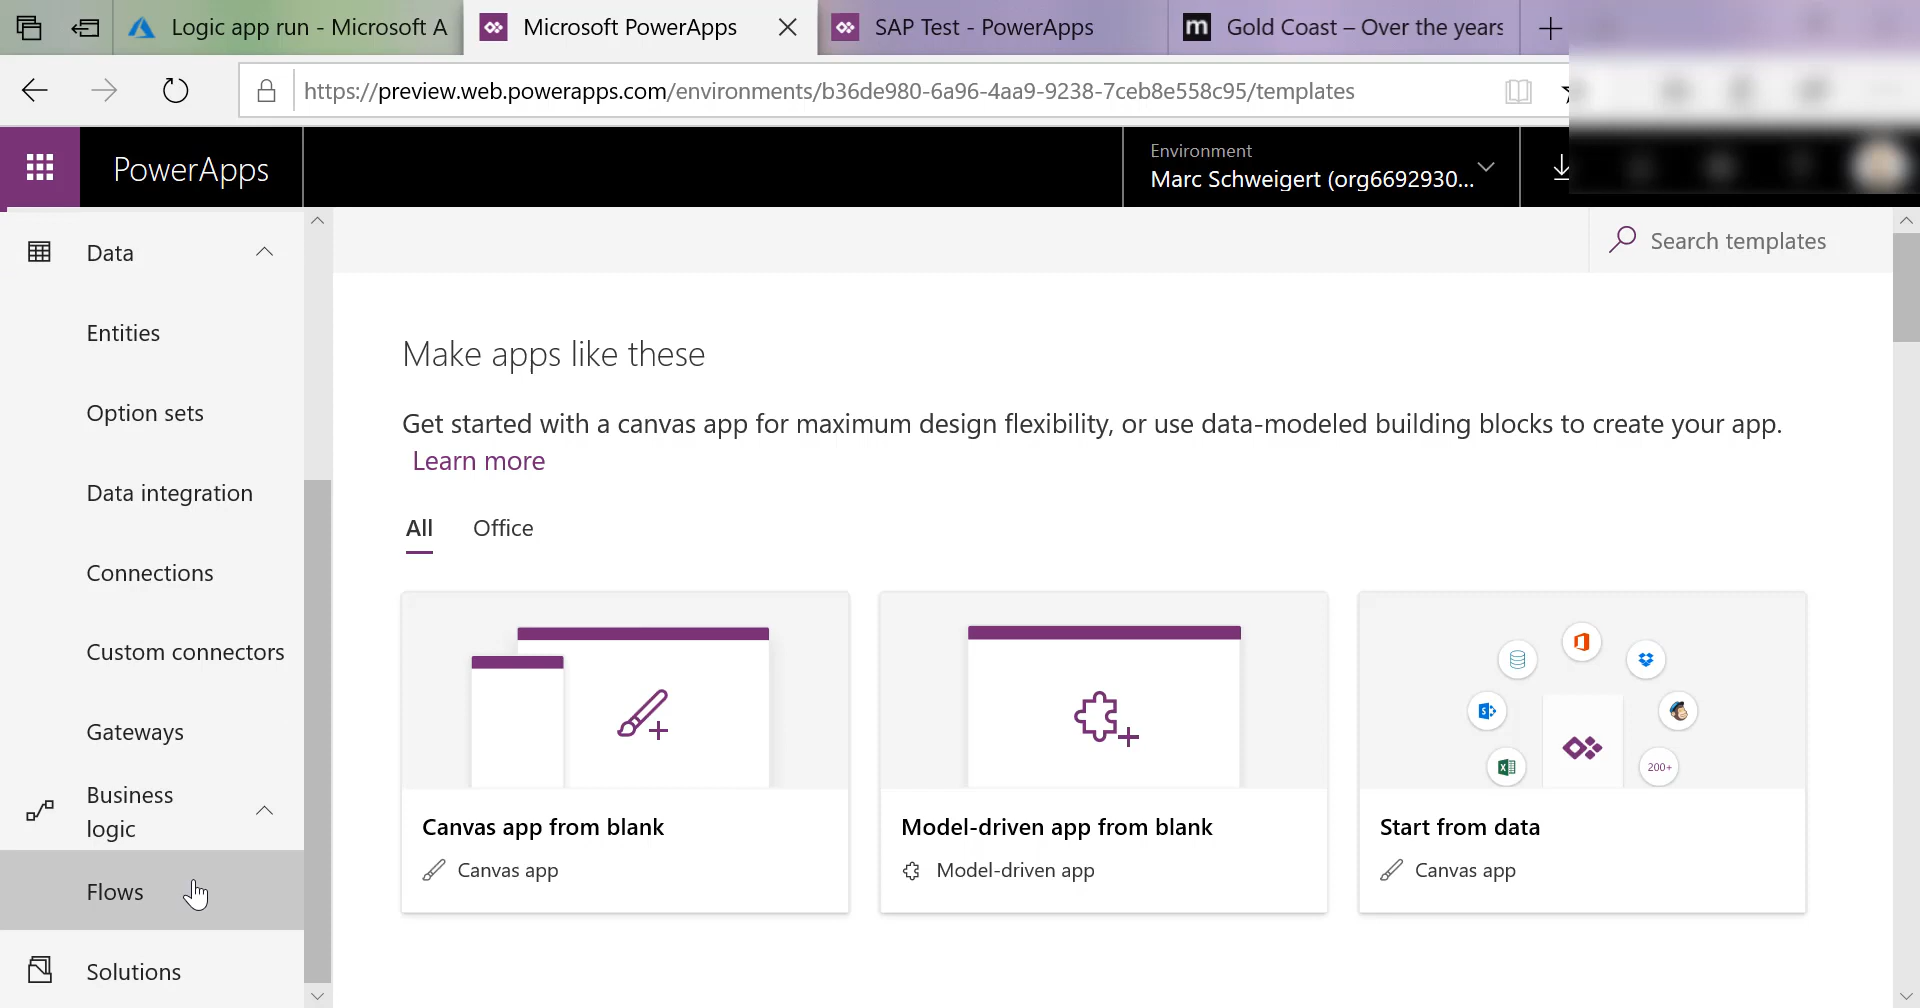 Logic app run - Microsoft A
Microsoft PowerApps
SAP Test - PowerApps
m Gold Coast – Over the years
https://preview.web.powerapps.com/environments/b36de980-6a96-4aa9-9238-7ceb8e558c95/templates
PowerApps
Environment
Marc Schweigert (org6692930...
Data
Entities
Option sets
Data integration
Connections
Custom connectors
Gateways
Business
logic
Flows
Solutions
Search templates
Make apps like these
Get started with a canvas app for maximum design flexibility, or use data-modeled building blocks to create your app.
Learn more
All
Office
200+
Canvas app from blank
Canvas app
Model-driven app from blank
Model-driven app
Start from data
Canvas app